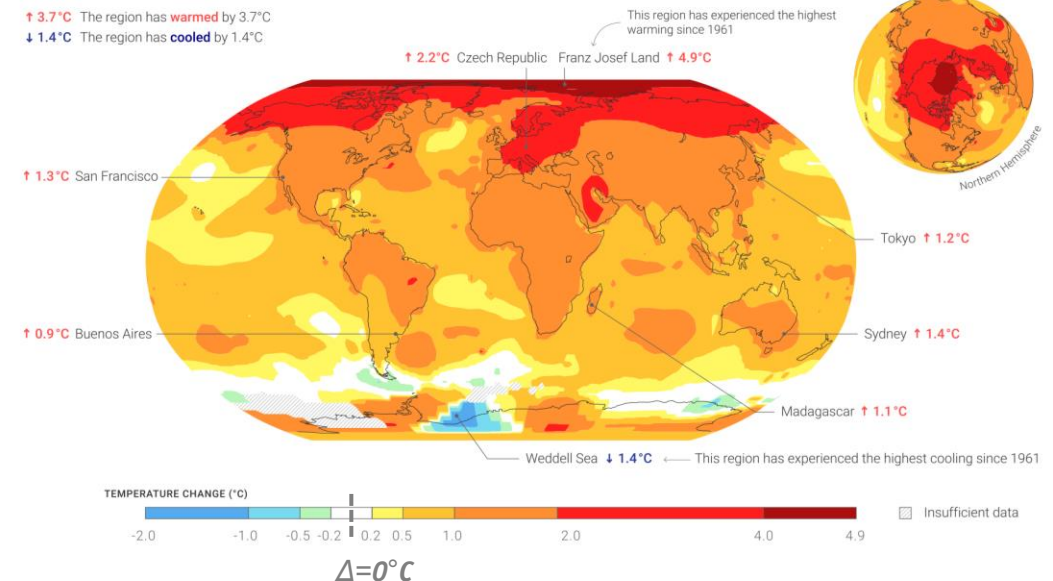 ↑ 3.7°C The region has warmed by 3.7°C
↓ 1.4°C The region has cooled by 1.4°C
This region has experienced the highest
warming since 1961
↑ 2.2°C Czech Republic
Franz Josef Land ↑ 4.9°C
Northern Hemisphere
↑ 1.3°C San Francisco
Tokyo ↑ 1.2°C
↑ 0.9°C Buenos Aires
Sydney ↑ 1.4°C
Madagascar ↑ 1.1°C
Weddell Sea ↓ 1.4°C ← This region has experienced the highest cooling since 1961
TEMPERATURE CHANGE (°C)
-2.0 -1.0 -0.5 -0.2 0.2 0.5 1.0 2.0 4.0 4.9
Insufficient data
Δ=0°C